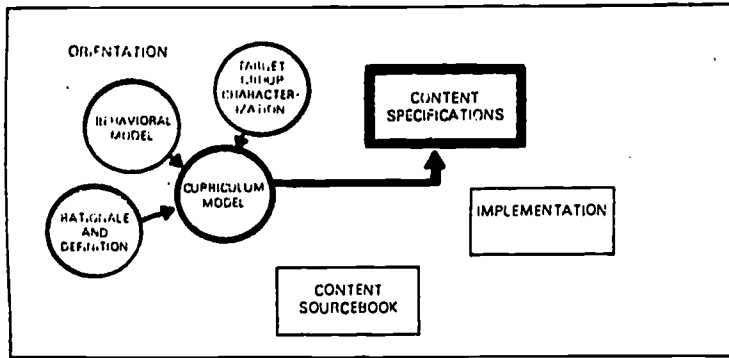 ORIENTATION
TARGET
GROUP
CHARACTER-
IZATION
BEHAVIORAL
MODEL
CONTENT
SPECIFICATIONS
CURRICULUM
MODEL
RATIONALE
AND
DEFINITION
IMPLEMENTATION
CONTENT
SOURCEBOOK